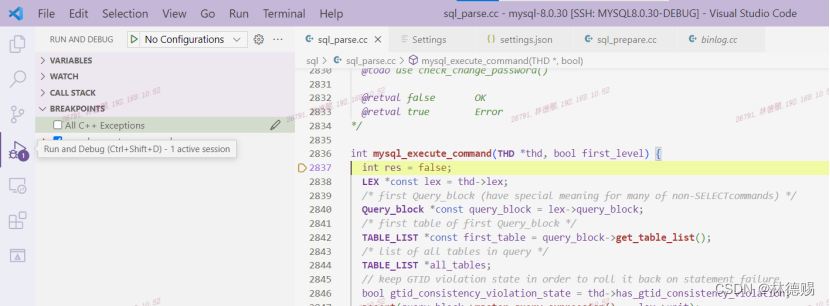 File Edit Selection View Go Run Terminal Help
sql_parse.cc - mysql-8.0.30 [SSH: MYSQL8.0.30-DEBUG] - Visual Studio Code
RUN AND DEBUG
No Configurations
VARIABLES
WATCH
CALL STACK
BREAKPOINTS
All C++ Exceptions
Run and Debug (Ctrl+Shift+D) - 1 active session
1
sql_parse.cc
Settings
settings.json
sql_prepare.cc
binlog.cc
sql > sql_parse.cc > mysql_execute_command(THD *, bool)
2830 @todo use check_change_password()
2831
2832 @retval false OK
2833 @retval true Error
2834 */
2835
2836 int mysql_execute_command(THD *thd, bool first_level) {
2837 int res = false;
2838 LEX *const lex = thd->lex;
2839 /* first Query_block (have special meaning for many of non-SELECTcommands) */
2840 Query_block *const query_block = lex->query_block;
2841 /* first table of first Query_block */
2842 TABLE_LIST *const first_table = query_block->get_table_list();
2843 /* list of all tables in query */
2844 TABLE_LIST *all_tables;
2845 // keep GTID violation state in order to roll it back on statement failure
2846 bool gtid_consistency_violation_state = thd->has_gtid_consistency_violation;
CSDN @林德赐